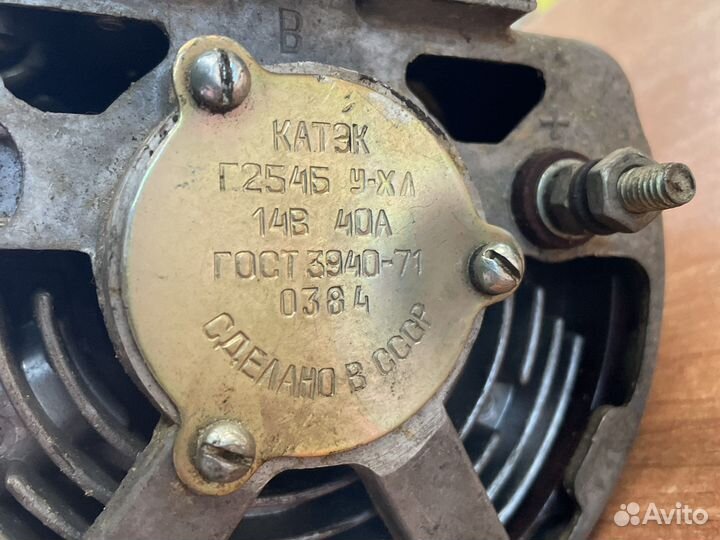 В
+
КАТЭК
Г254Б У-ХЛ
14В 40А
ГОСТ 3940-71
0384
СДЕЛАНО В СССР
Avito